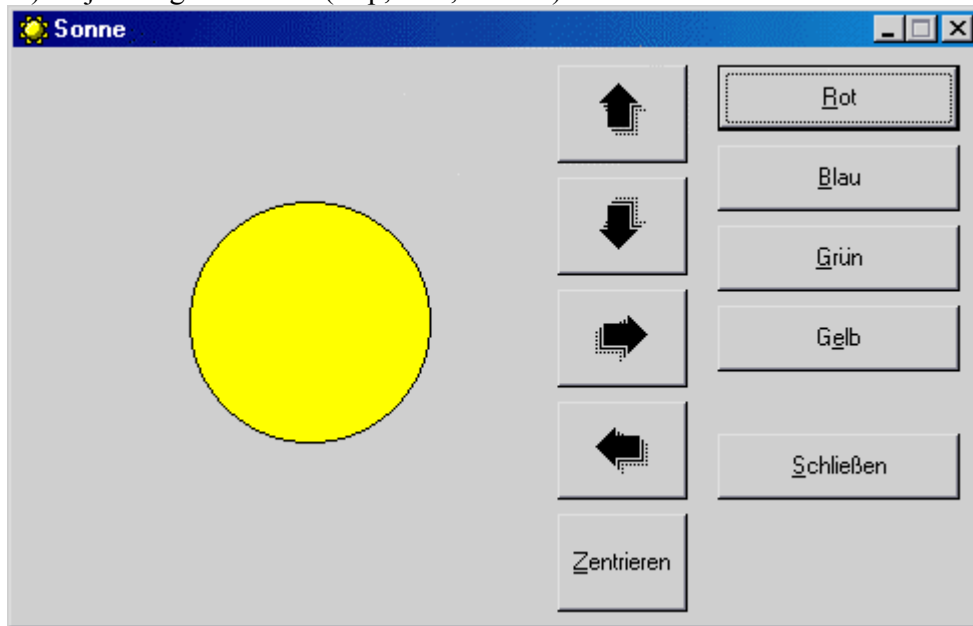 Sonne
Rot
Blau
Grün
Gelb
Schließen
Zentrieren